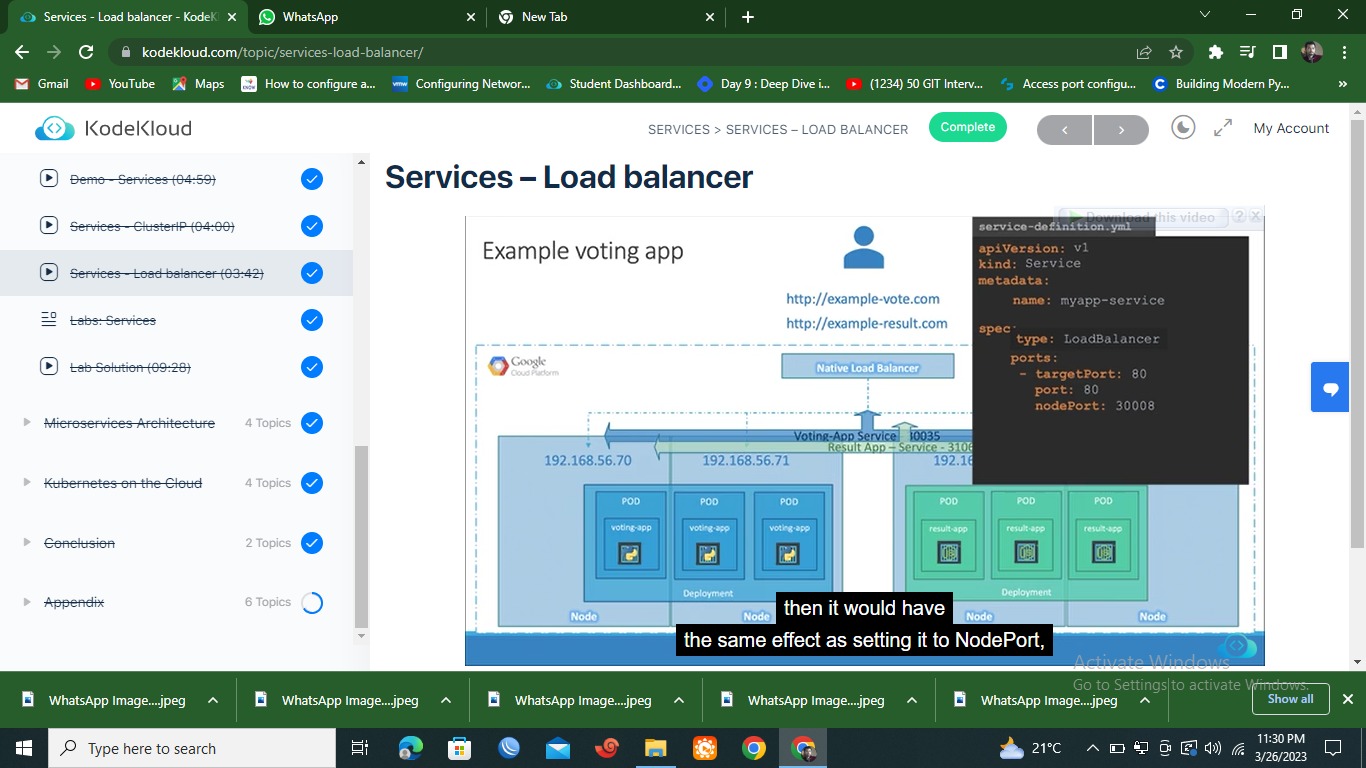 Services - Load balancer - KodeKl
WhatsApp
New Tab
kodekloud.com/topic/services-load-balancer/
Gmail
YouTube
Maps
How to configure a...
Configuring Networ...
Student Dashboard...
Day 9 : Deep Dive i...
(1234) 50 GIT Interv...
Access port configu...
Building Modern Py...
»
KodeKloud
SERVICES > SERVICES – LOAD BALANCER
Complete
My Account
Demo - Services (04:59)
Services - ClusterIP (04:00)
Services - Load balancer (03:42)
Labs: Services
Lab Solution (09:28)
Microservices Architecture
4 Topics
Kubernetes on the Cloud
4 Topics
Conclusion
2 Topics
Appendix
6 Topics
Services – Load balancer
Download this video
?
Example voting app
http://example-vote.com
http://example-result.com
Google
Cloud Platform
Native Load Balancer
service-definition.yml
apiVersion: v1
kind: Service
metadata:
name: myapp-service
spec:
type: LoadBalancer
ports:
- targetPort: 80
port: 80
nodePort: 30008
Voting-App Service
Result App – Service - 3106
192.168.56.70
192.168.56.71
192.16
POD
POD
POD
voting-app
voting-app
voting-app
Deployment
POD
POD
POD
result-app
result-app
result-app
Deployment
Node
Node
Node
Node
then it would have
the same effect as setting it to NodePort,
Activate Windows
Go to Settings to activate Windows.
WhatsApp Image....jpeg
WhatsApp Image....jpeg
WhatsApp Image....jpeg
WhatsApp Image....jpeg
WhatsApp Image....jpeg
Show all
Type here to search
21°C
11:30 PM
3/26/2023